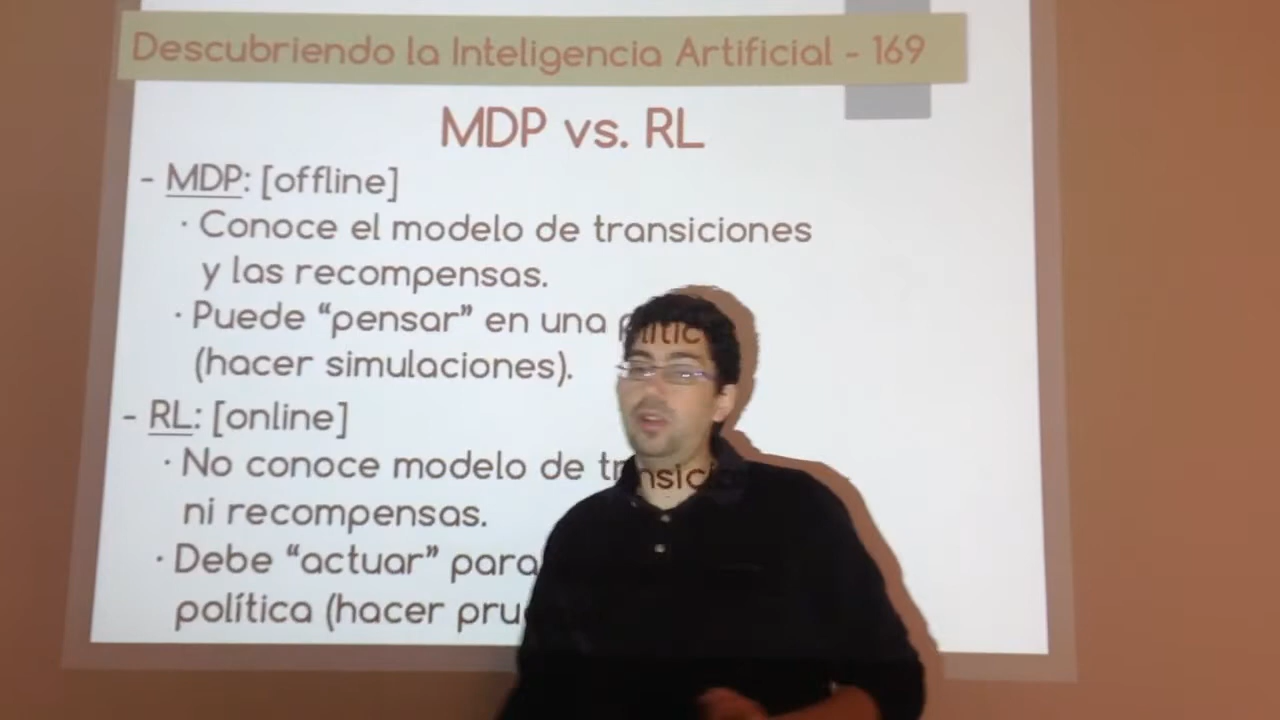 Descubriendo la Inteligencia Artificial - 169
MDP vs. RL
- MDP: [offline]
· Conoce el modelo de transiciones
y las recompensas.
· Puede “pensar” en una
(hacer simulaciones).
- RL: [online]
· No conoce modelo de
ni recompensas.
· Debe “actuar” para
política (hacer